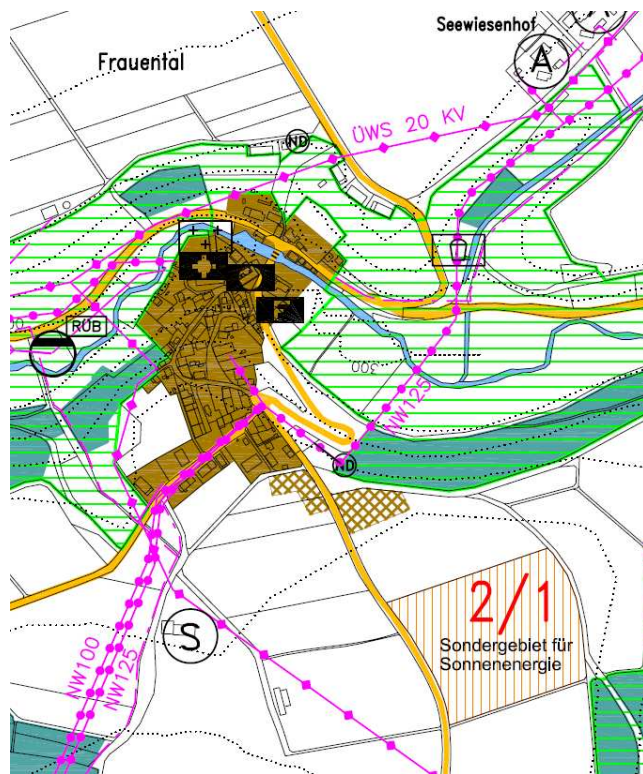 Seewiesenhof
Frauental
A
ÜWS 20 KV
ND
RÜB
300
NW125
ND
2/1
Sondergebiet für
Sonnenenergie
S
NW100
NW125